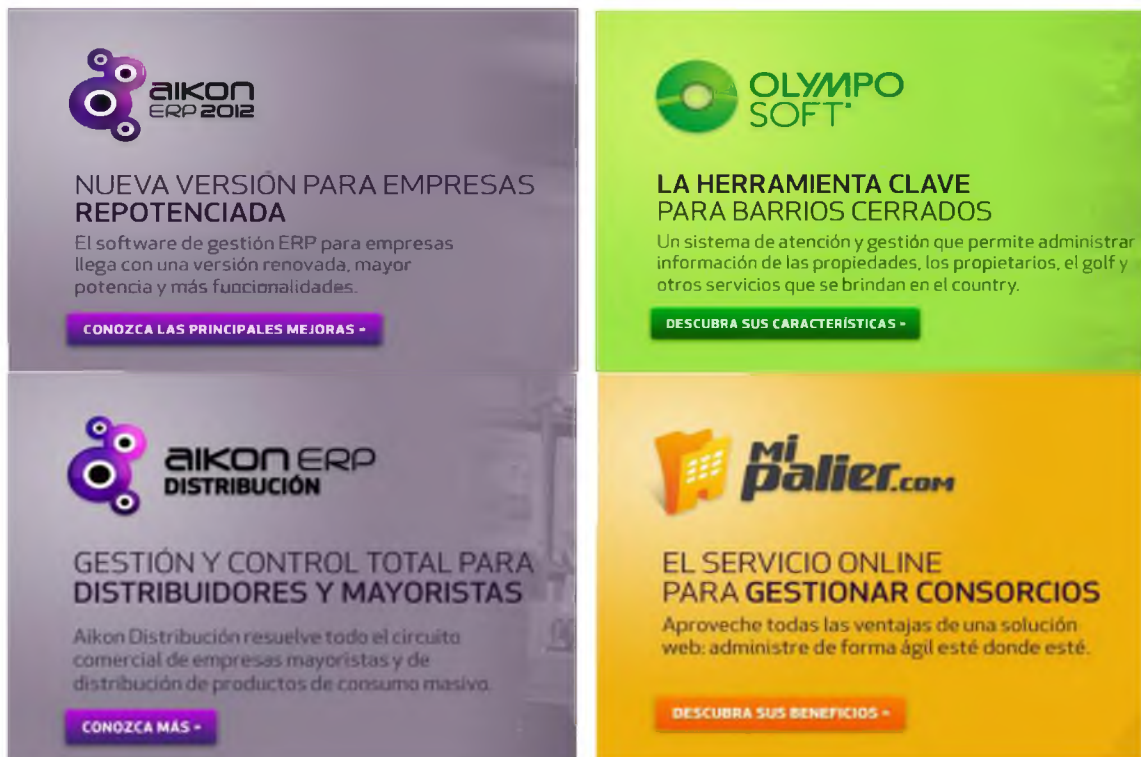 aikon
ERP 2012
NUEVA VERSIÓN PARA EMPRESAS
REPOTENCIADA
El software de gestión ERP para empresas
llega con una versión renovada, mayor
potencia y más funcionalidades.
CONOZCA LAS PRINCIPALES MEJORAS
OLYMPO
SOFT
LA HERRAMIENTA CLAVE
PARA BARRIOS CERRADOS
Un sistema de atención y gestión que permite administrar
información de las propiedades, los propietarios, el golf y
otros servicios que se brindan en el country.
DESCUBRA SUS CARACTERÍSTICAS
aikon ERP
DISTRIBUCIÓN
GESTIÓN Y CONTROL TOTAL PARA
DISTRIBUIDORES Y MAYORISTAS
Aikon Distribución resuelve todo el circuito
comercial de empresas mayoristas y de
distribución de productos de consumo masivo.
CONOZCA MÁS
Mi
palier.com
EL SERVICIO ONLINE
PARA GESTIONAR CONSORCIOS
Aproveche todas las ventajas de una solución
web: administre de forma ágil esté donde esté.
DESCUBRA SUS BENEFICIOS